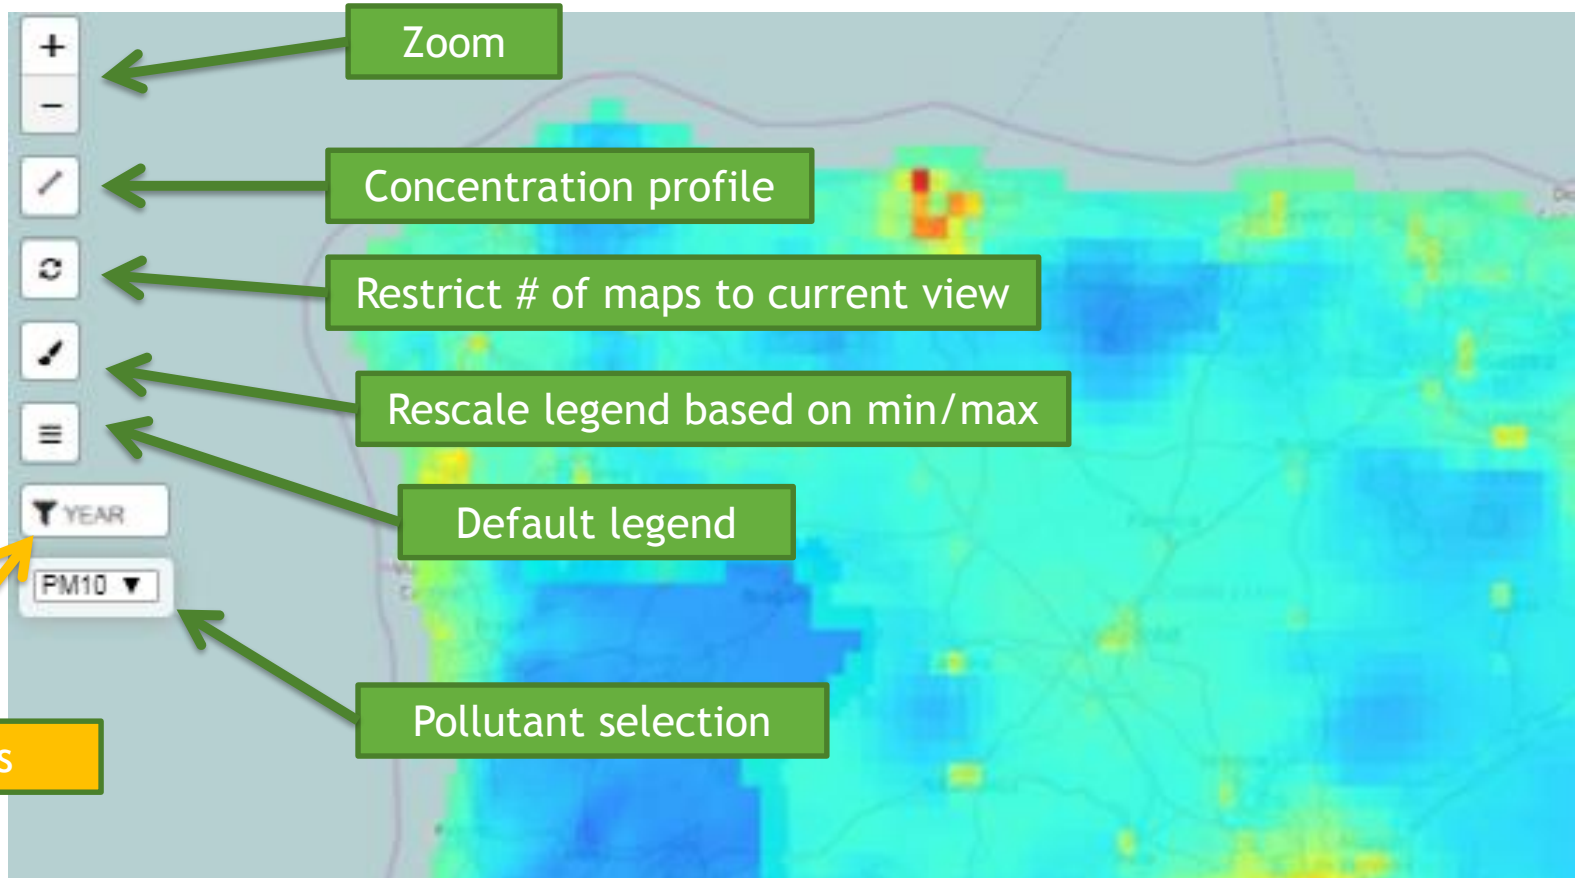 +
Zoom
−
Concentration profile
Restrict # of maps to current view
Rescale legend based on min/max
Default legend
YEAR
PM10 ▼
Pollutant selection
s